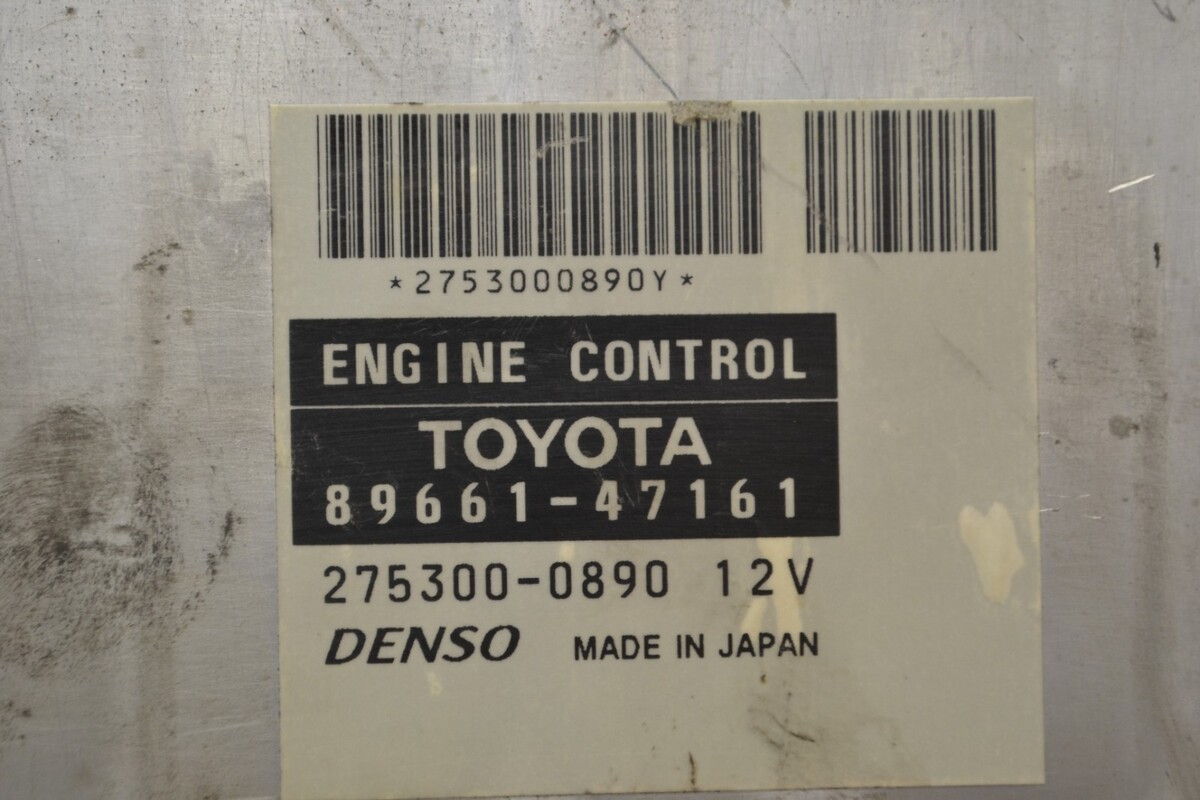 *2753000890Y*
ENGINE CONTROL
TOYOTA
89661-47161
275300-0890 12V
DENSO MADE IN JAPAN